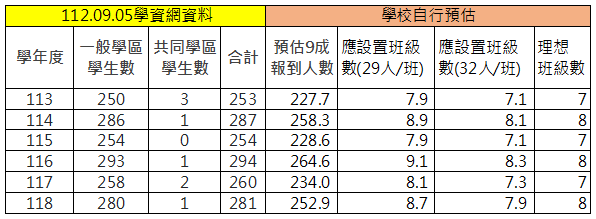 112.09.05學資網資料 學校自行預估
學年度 一般學區學生數 共同學區學生數 合計 預估9成報到人數 應設置班級數(29人/班) 應設置班級數(32人/班) 理想班級數
113 250 3 253 227.7 7.9 7.1 7
114 286 1 287 258.3 8.9 8.1 8
115 254 0 254 228.6 7.9 7.1 7
116 293 1 294 264.6 9.1 8.3 8
117 258 2 260 234.0 8.1 7.3 7
118 280 1 281 252.9 8.7 7.9 8